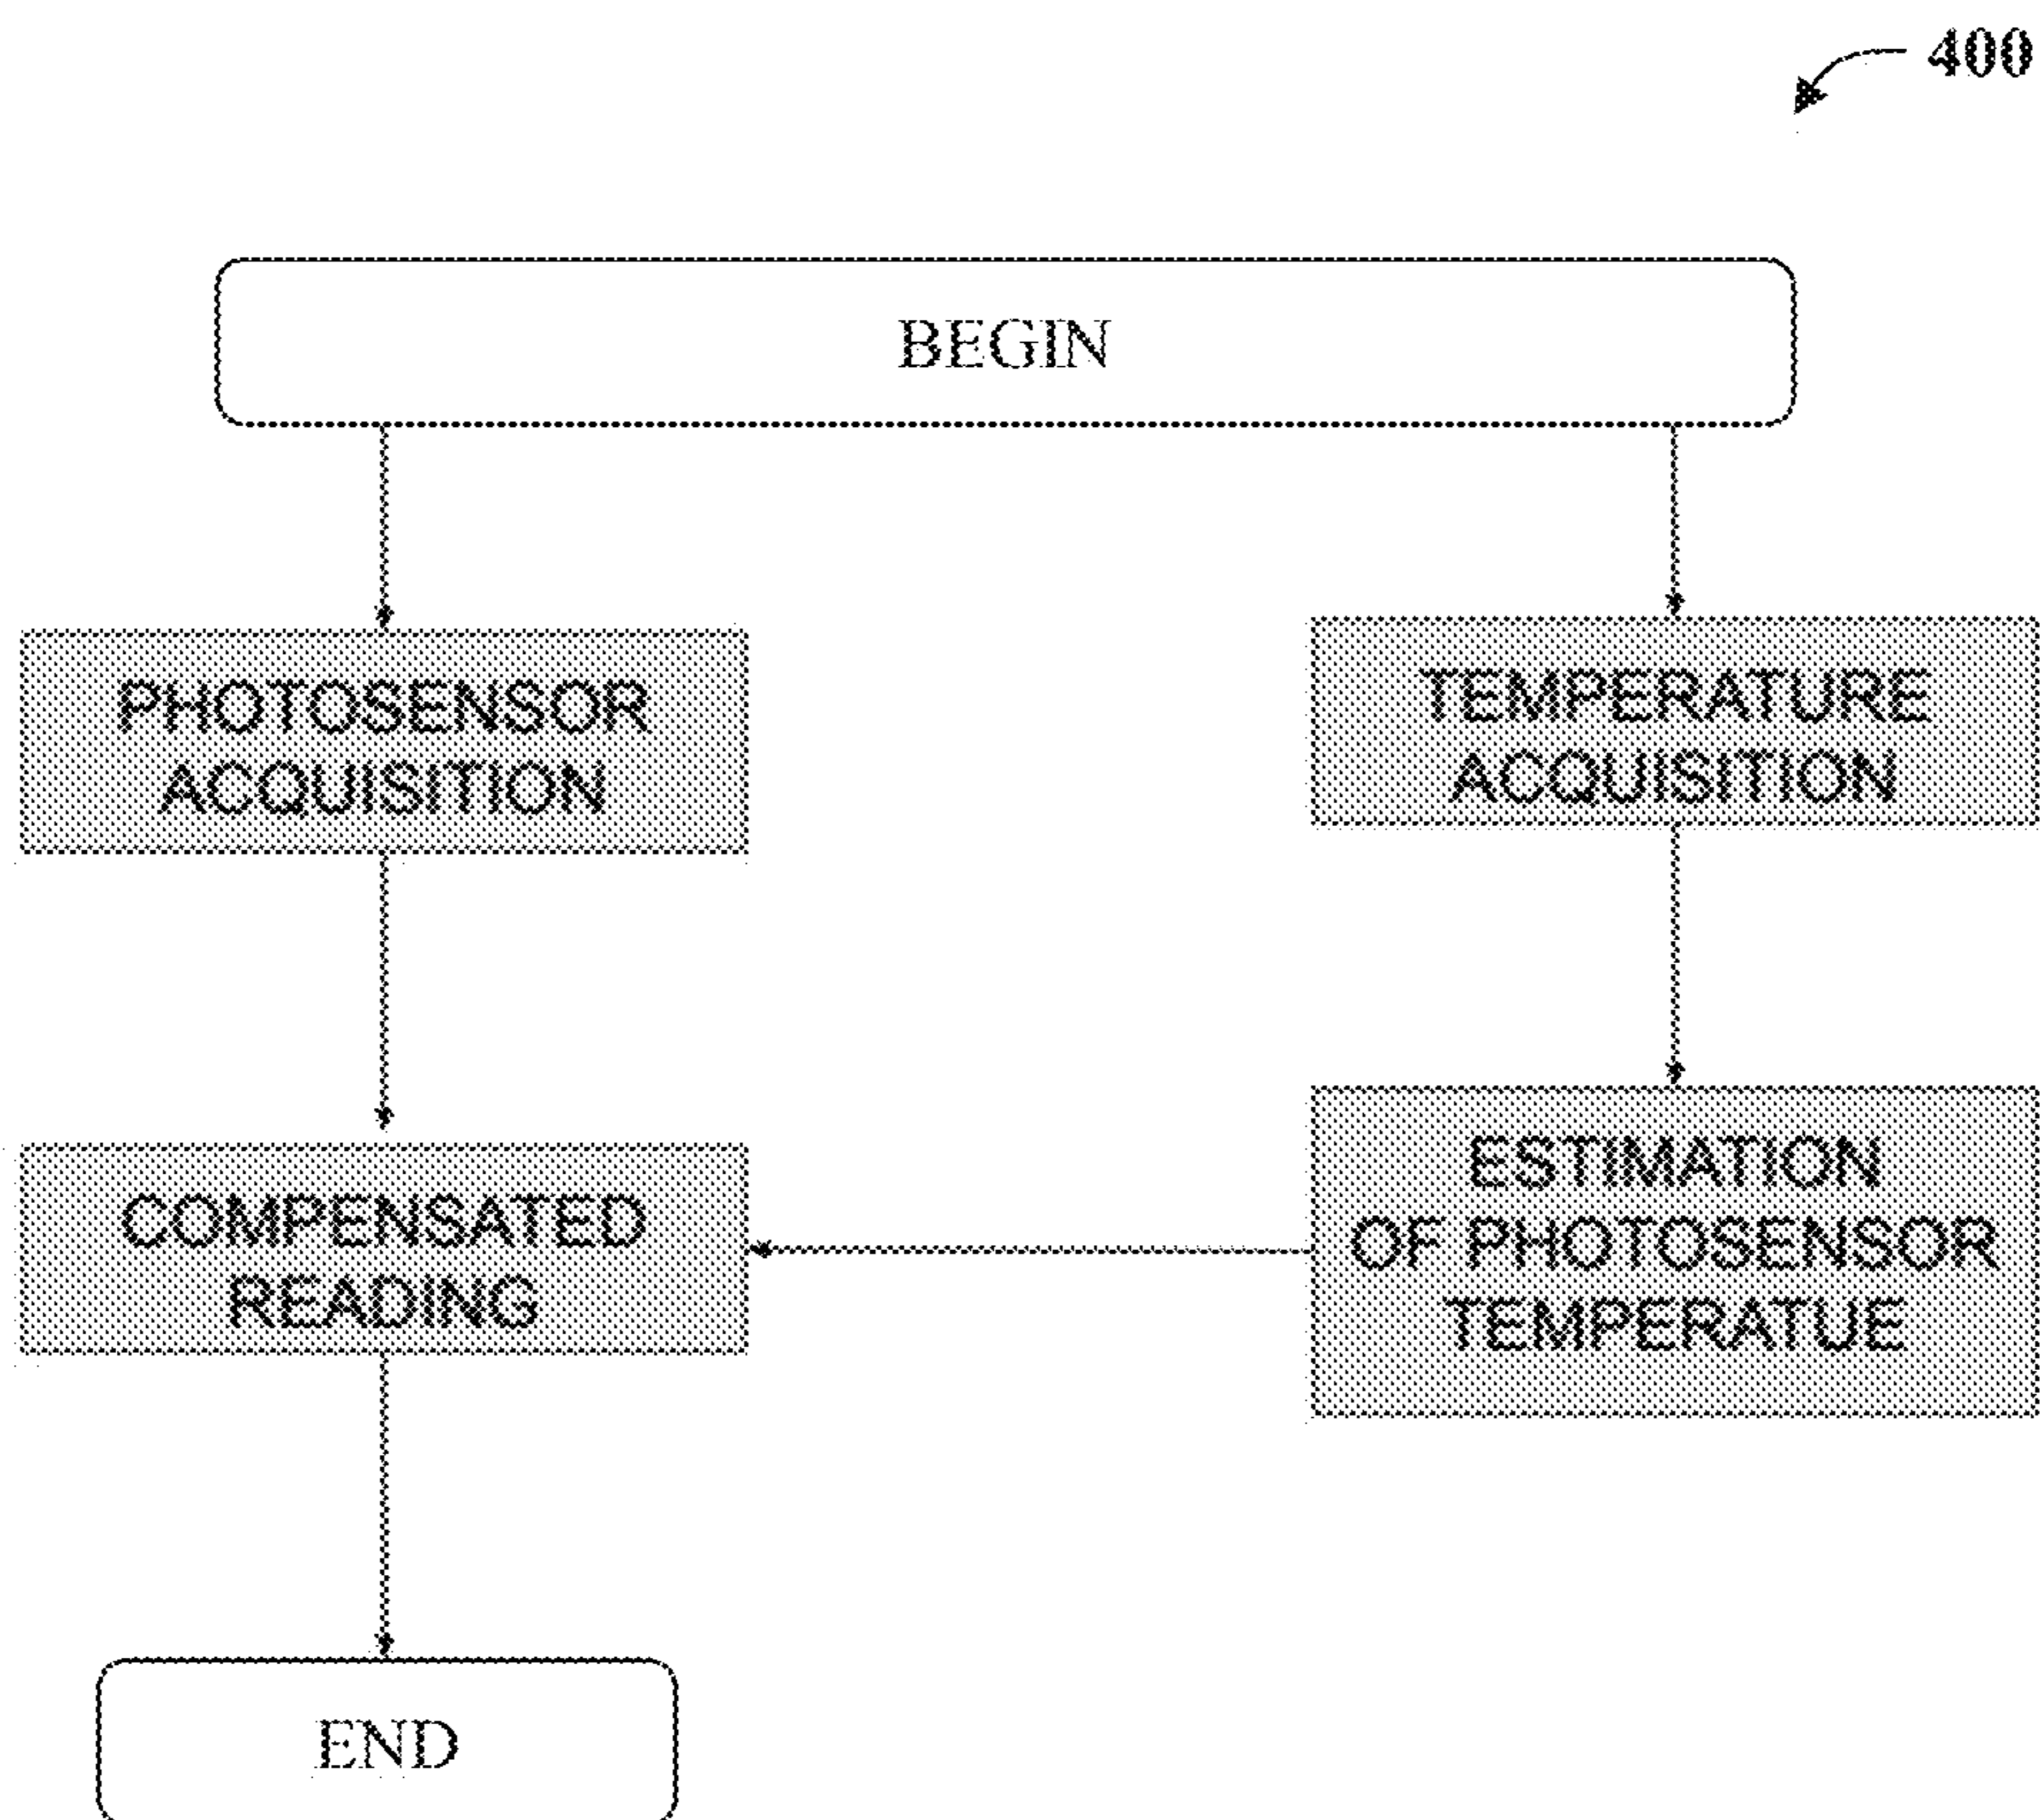 400
BEGIN
PHOTOSENSOR
ACQUISITION
TEMPERATURE
ACQUISITION
COMPENSATED
READING
ESTIMATION
OF PHOTOSENSOR
TEMPERATUE
END